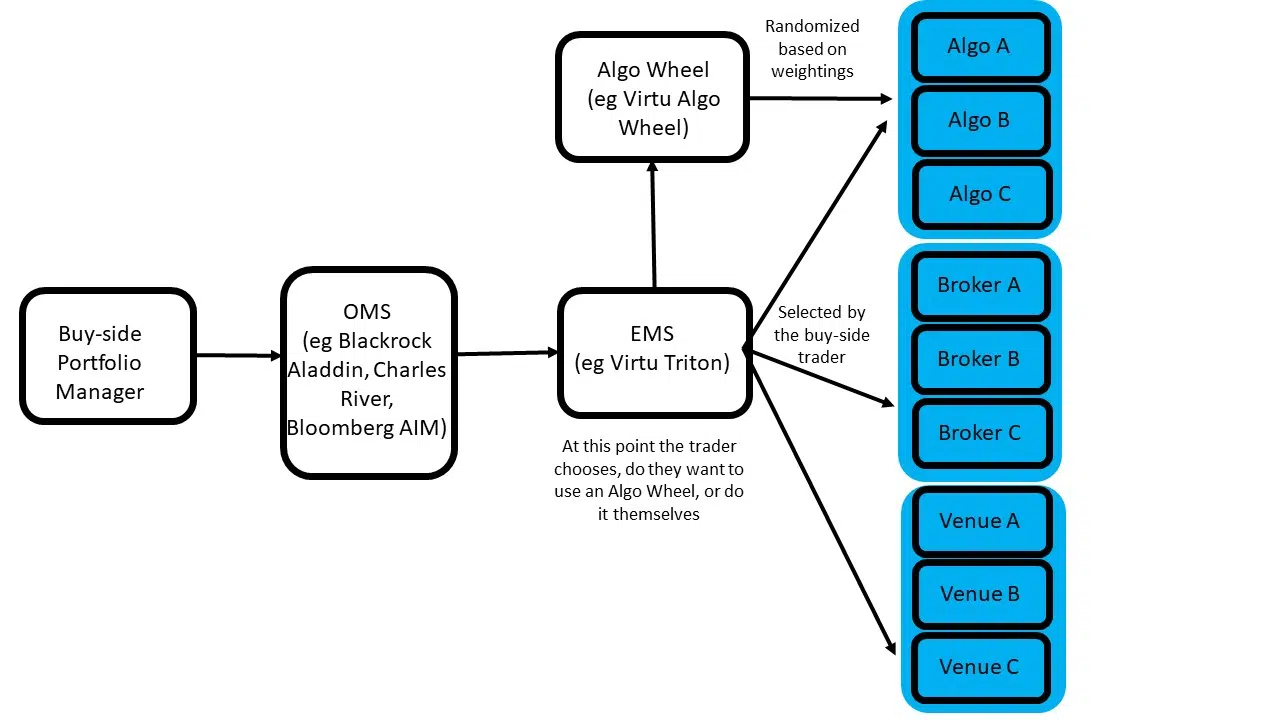 Buy-side
Portfolio
Manager
OMS
(eg Blackrock
Aladdin, Charles
River,
Bloomberg AIM)
Algo Wheel
(eg Virtu Algo
Wheel)
Randomized
based on
weightings
EMS
(eg Virtu Triton)
At this point the trader
chooses, do they want to
use an Algo Wheel, or do
it themselves
Selected by
the buy-side
trader
Algo A
Algo B
Algo C
Broker A
Broker B
Broker C
Venue A
Venue B
Venue C